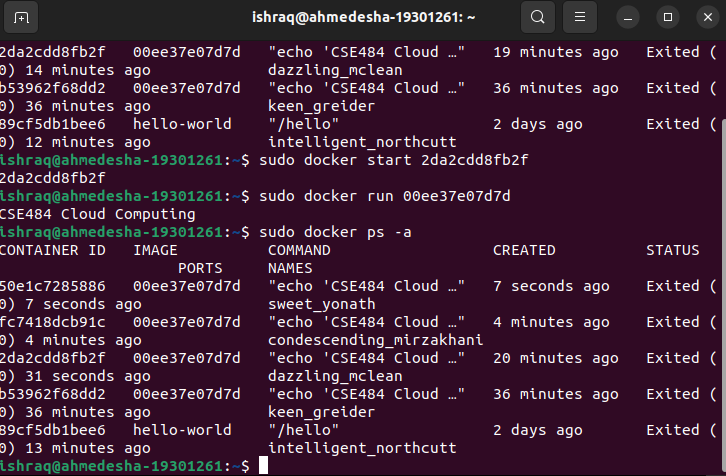 ishraq@ahmedesha-19301261: ~
2da2cdd8fb2f   00ee37e07d7d   "echo 'CSE484 Cloud …"   19 minutes ago   Exited (
0) 14 minutes ago             dazzling_mclean
b53962f68dd2   00ee37e07d7d   "echo 'CSE484 Cloud …"   36 minutes ago   Exited (
0) 36 minutes ago             keen_greider
89cf5db1bee6   hello-world    "/hello"                 2 days ago       Exited (
0) 12 minutes ago             intelligent_northcutt
ishraq@ahmedesha-19301261:~$ sudo docker start 2da2cdd8fb2f
2da2cdd8fb2f
ishraq@ahmedesha-19301261:~$ sudo docker run 00ee37e07d7d
CSE484 Cloud Computing
ishraq@ahmedesha-19301261:~$ sudo docker ps -a
CONTAINER ID   IMAGE          COMMAND                  CREATED          STATUS
PORTS     NAMES
50e1c7285886   00ee37e07d7d   "echo 'CSE484 Cloud …"   7 seconds ago    Exited (
0) 7 seconds ago              sweet_yonath
fc7418dcb91c   00ee37e07d7d   "echo 'CSE484 Cloud …"   4 minutes ago    Exited (
0) 4 minutes ago              condescending_mirzakhani
2da2cdd8fb2f   00ee37e07d7d   "echo 'CSE484 Cloud …"   20 minutes ago   Exited (
0) 31 seconds ago             dazzling_mclean
b53962f68dd2   00ee37e07d7d   "echo 'CSE484 Cloud …"   36 minutes ago   Exited (
0) 36 minutes ago             keen_greider
89cf5db1bee6   hello-world    "/hello"                 2 days ago       Exited (
0) 13 minutes ago             intelligent_northcutt
ishraq@ahmedesha-19301261:~$